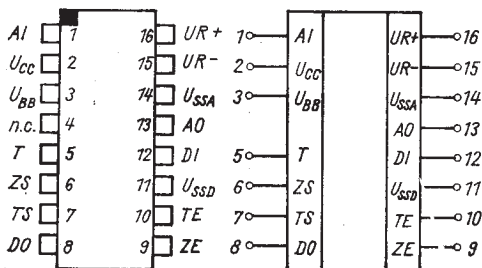 AI 1 16 UR+ 1 AI UR+ 16
UCC 2 15 UR- 2 UCC UR- 15
UBB 3 14 USSA 3 UBB USSA 14
n.c. 4 13 AO AO 13
T 5 12 DI 5 T DI 12
ZS 6 11 USSD 6 ZS USSD 11
TS 7 10 TE 7 TS TE 10
DO 8 9 ZE 8 DO ZE 9